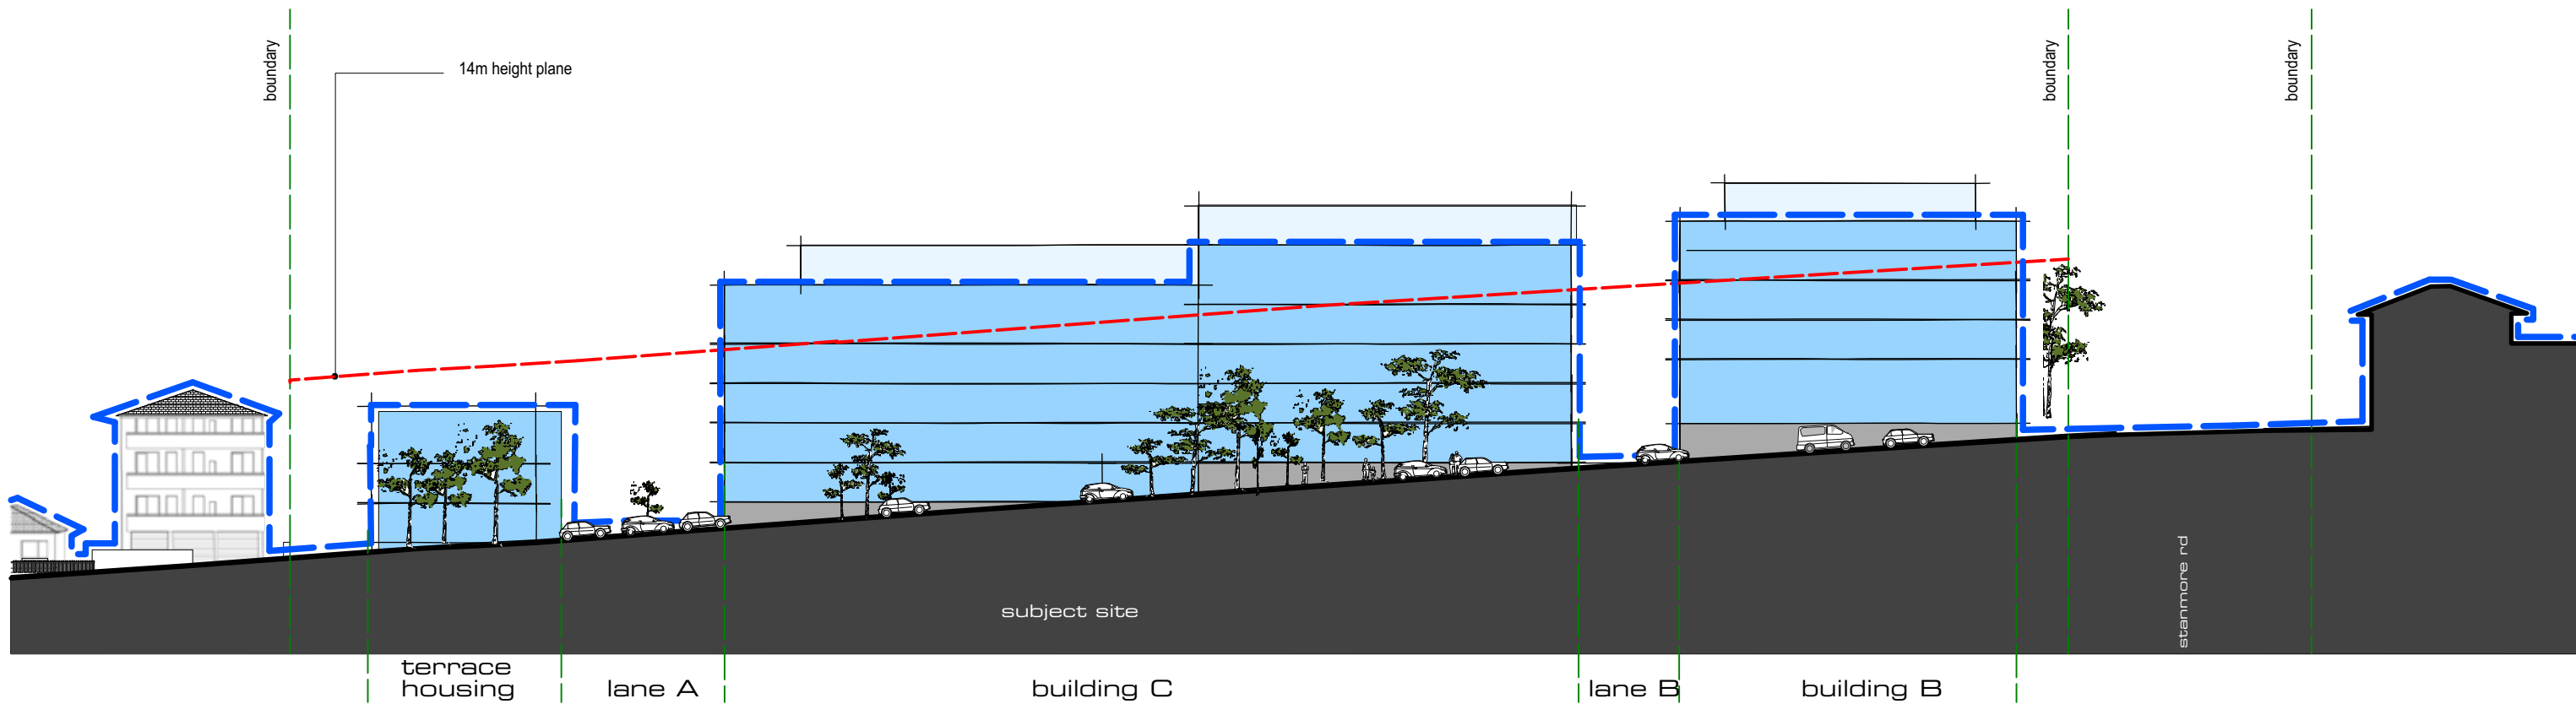 boundary
14m height plane
boundary
boundary
subject site
stanmore rd
terrace
housing
lane A
building C
lane B
building B